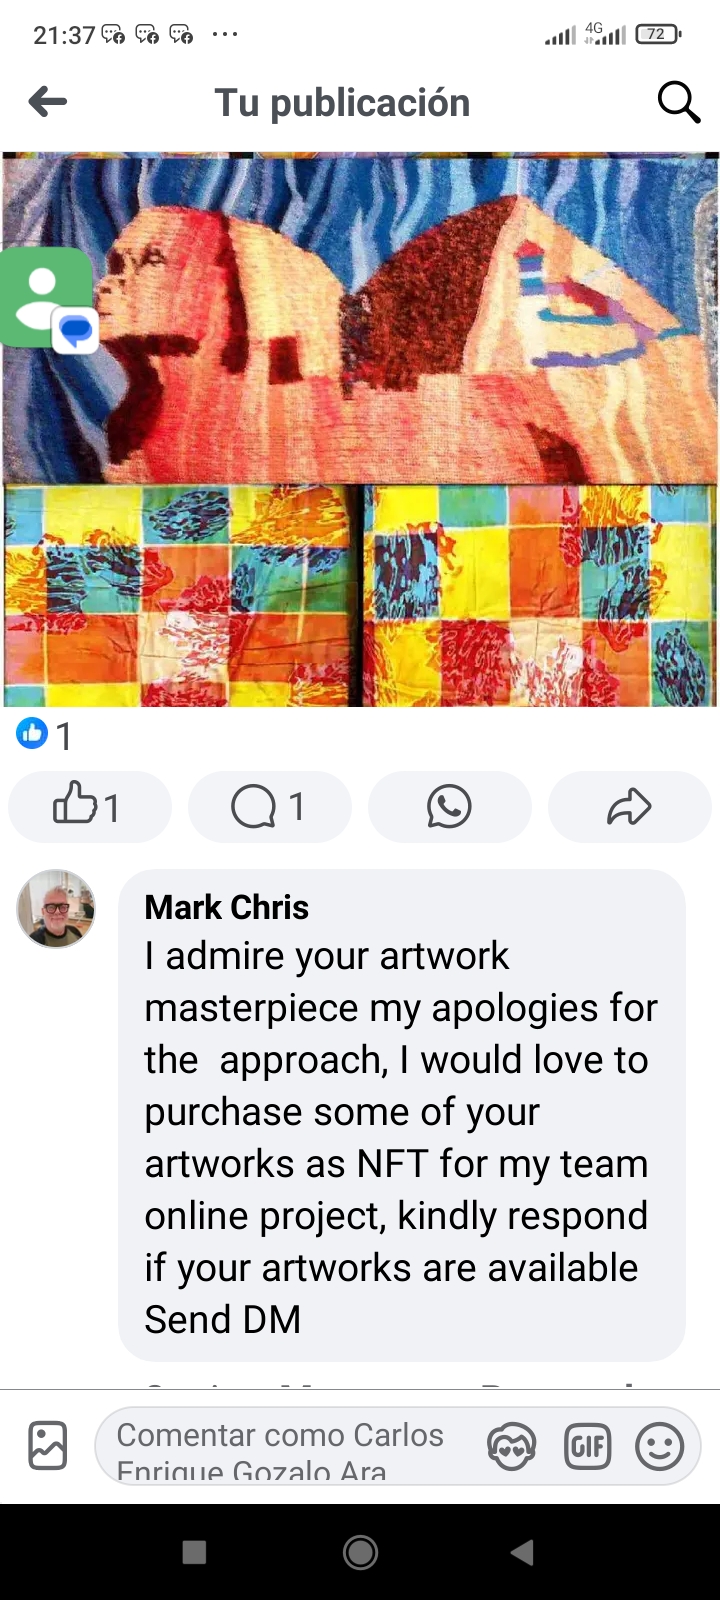 21:37 4G 72
Tu publicación
1
1 1
Mark Chris
I admire your artwork
masterpiece my apologies for
the  approach, I would love to
purchase some of your
artworks as NFT for my team
online project, kindly respond
if your artworks are available
Send DM
Comentar como Carlos
Enrique Gozalo Ara
GIF